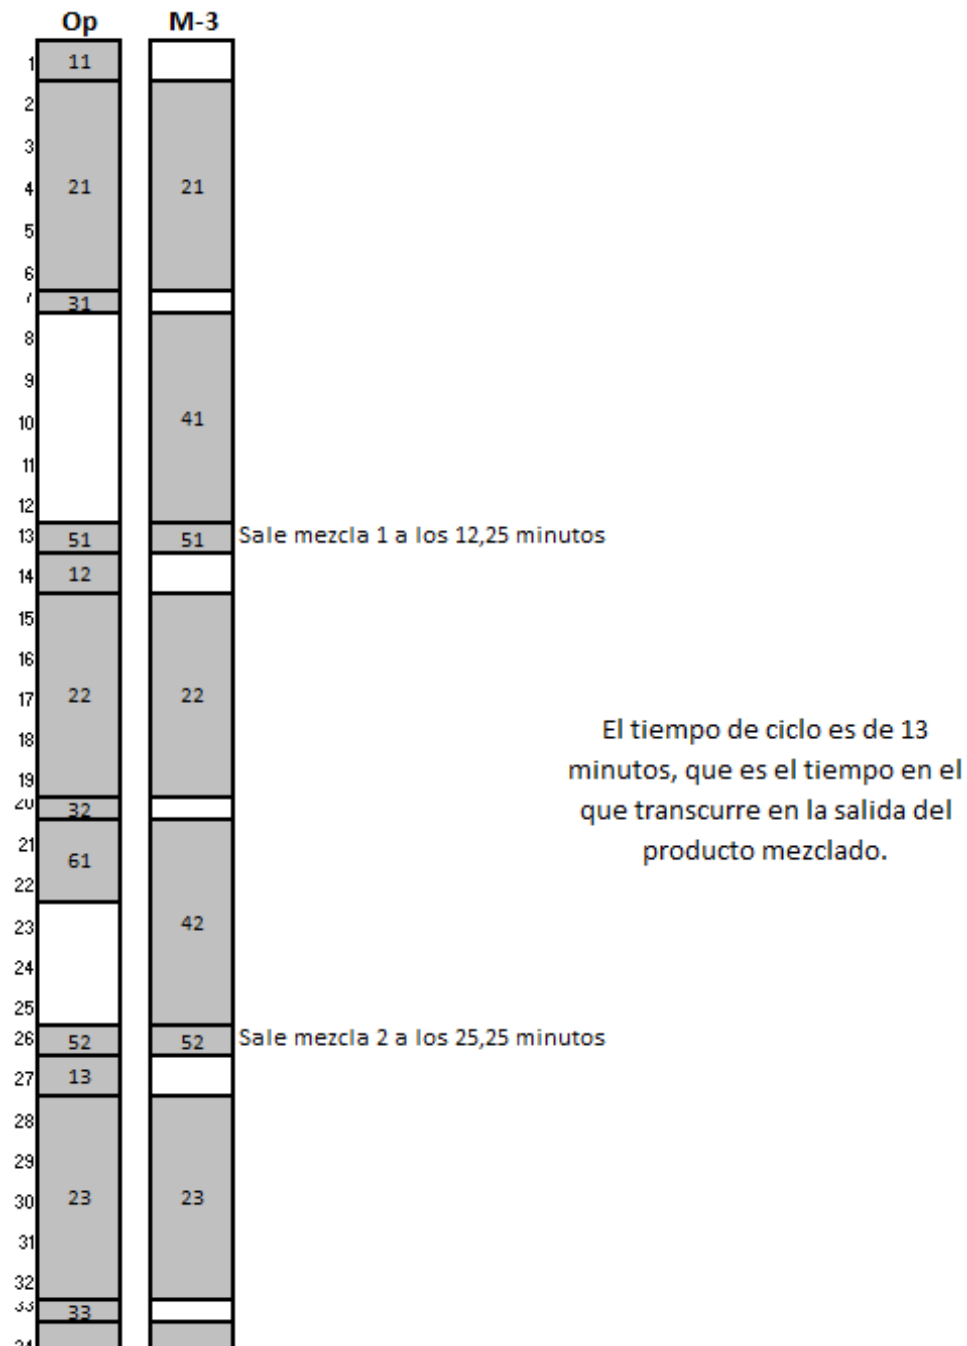 Op M-3
1 11
2
3
4 21 21
5
6
7 31
8
9
10 41
11
12
13 51 51 Sale mezcla 1 a los 12,25 minutos
14 12
15
16
17 22 22
18
19
20 32
21 61
22
23 42
24
25
26 52 52 Sale mezcla 2 a los 25,25 minutos
27 13
28
29
30 23 23
31
32
33 33
34
El tiempo de ciclo es de 13
minutos, que es el tiempo en el
que transcurre en la salida del
producto mezclado.